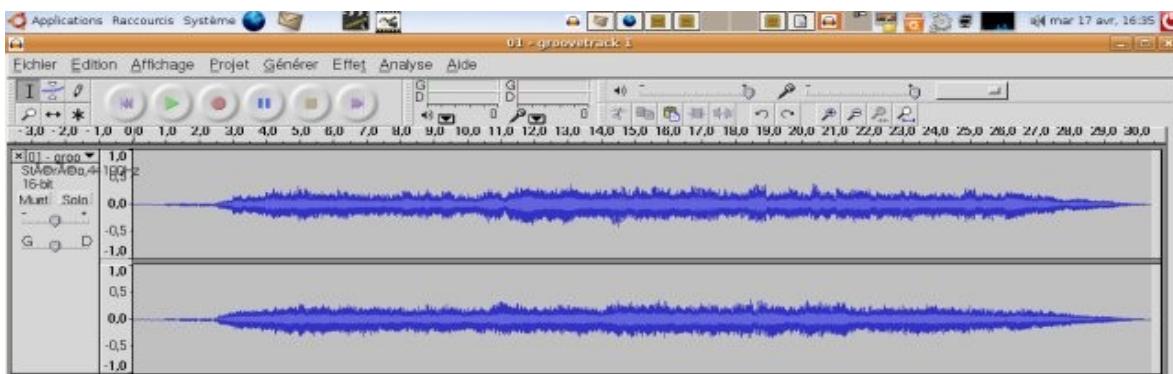 Applications Raccourcis Système mar 17 avr, 16:35
01 - groovetrack 1
Fichier Edition Affichage Projet Générer Effet Analyse Aide
G G
D D
0 0
-3,0 -2,0 -1,0 0,0 1,0 2,0 3,0 4,0 5,0 6,0 7,0 8,0 9,0 10,0 11,0 12,0 13,0 14,0 15,0 16,0 17,0 18,0 19,0 20,0 21,0 22,0 23,0 24,0 25,0 26,0 27,0 28,0 29,0 30,0
01 - groo 1,0
0,5
16-bit
Muet Solo 0,0
- +
-0,5
G D
-1,0
1,0
0,5
0,0
-0,5
-1,0